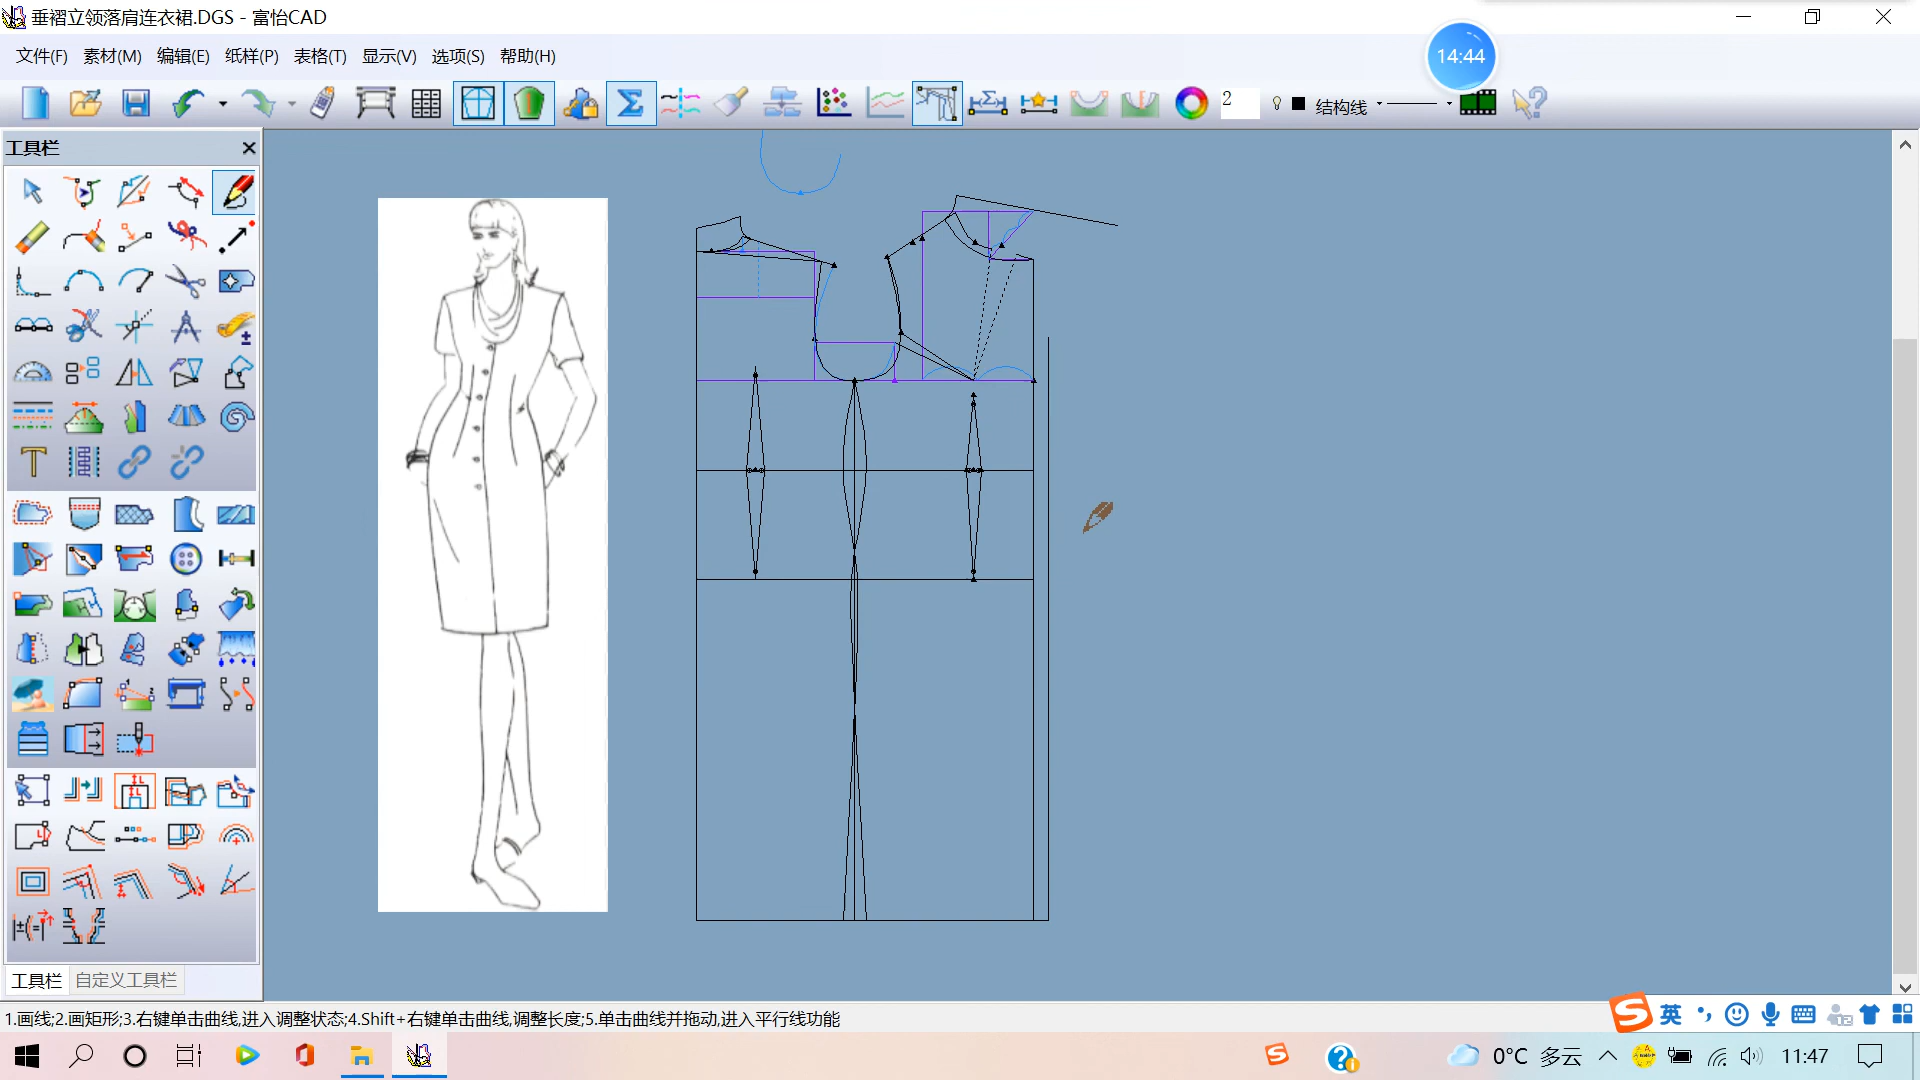 垂褶立领落肩连衣裙.DGS - 富怡CAD
文件(F) 素材(M) 编辑(E) 纸样(P) 表格(T) 显示(V) 选项(S) 帮助(H)
14:44
2
结构线
工具栏
工具栏 自定义工具栏
1.画线;2.画矩形;3.右键单击曲线,进入调整状态;4.Shift+右键单击曲线,调整长度;5.单击曲线并拖动,进入平行线功能
英
0°C 多云
11:47